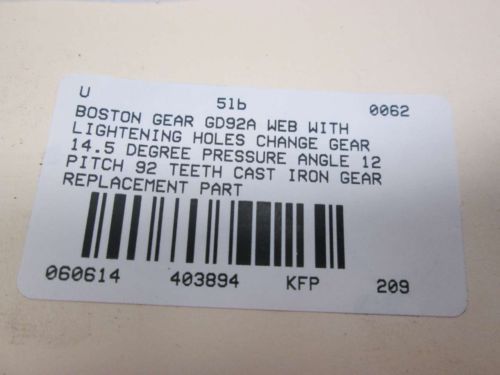 U 51b 0062
BOSTON GEAR GD92A WEB WITH
LIGHTENING HOLES CHANGE GEAR
14.5 DEGREE PRESSURE ANGLE 12
PITCH 92 TEETH CAST IRON GEAR
REPLACEMENT PART
060614 403894 KFP 209